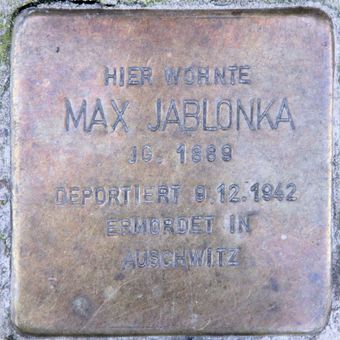 HIER WOHNTE
MAX JABLONKA
JG. 1889
DEPORTIERT 9.12.1942
ERMORDET IN
AUSCHWITZ